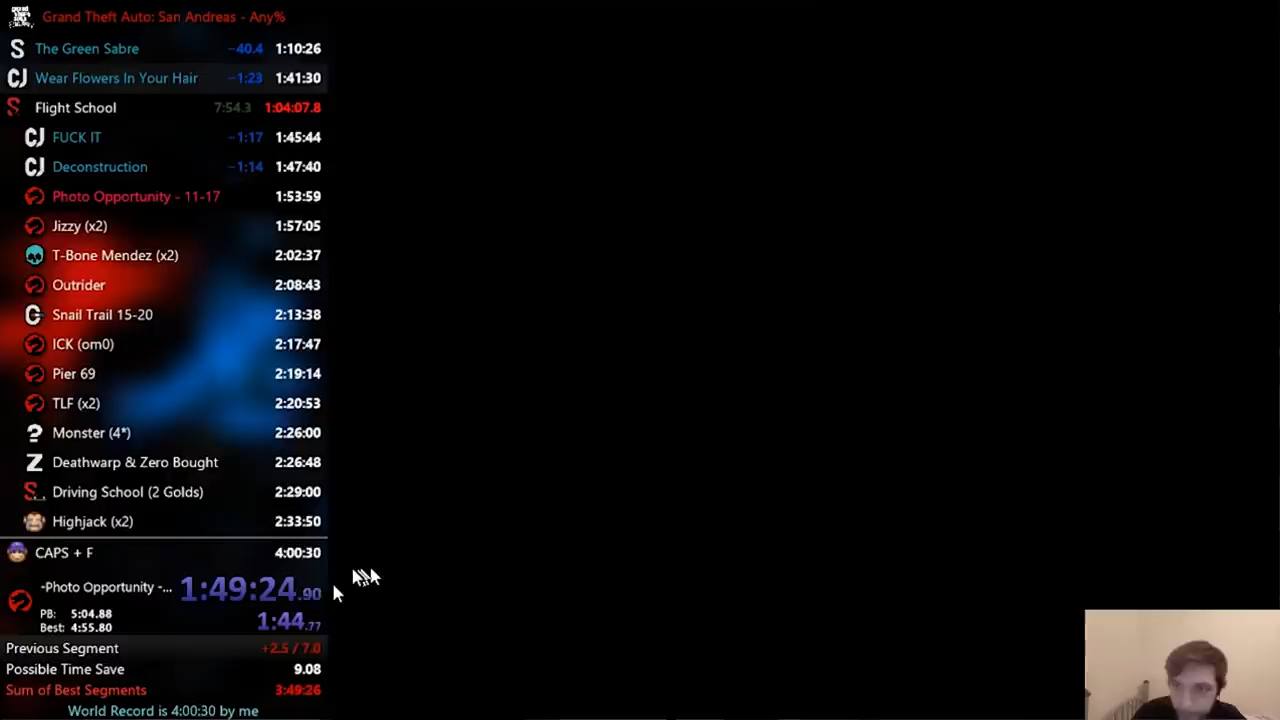 Grand Theft Auto: San Andreas - Any%
The Green Sabre −40.4 1:10:26
Wear Flowers In Your Hair −1:23 1:41:30
Flight School 7:54.3 1:04:07.8
FUCK IT −1:17 1:45:44
Deconstruction −1:14 1:47:40
Photo Opportunity - 11-17 1:53:59
Jizzy (x2) 1:57:05
T-Bone Mendez (x2) 2:02:37
Outrider 2:08:43
Snail Trail 15-20 2:13:38
ICK (om0) 2:17:47
Pier 69 2:19:14
TLF (x2) 2:20:53
Monster (4*) 2:26:00
Deathwarp & Zero Bought 2:26:48
Driving School (2 Golds) 2:29:00
Highjack (x2) 2:33:50
CAPS + F 4:00:30
-Photo Opportunity -... 1:49:24.90
PB: 5:04.88
Best: 4:55.80 1:44.77
Previous Segment +2.5 / 7.0
Possible Time Save 9.08
Sum of Best Segments 3:49:26
World Record is 4:00:30 by me